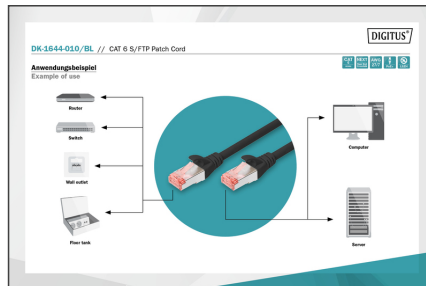 DIGITUS®
DK-1644-010/BL // CAT 6 S/FTP Patch Cord
Anwendungsbeispiel
Example of use
CAT
Router
Switch
Wall outlet
Floor tank
Computer
Server